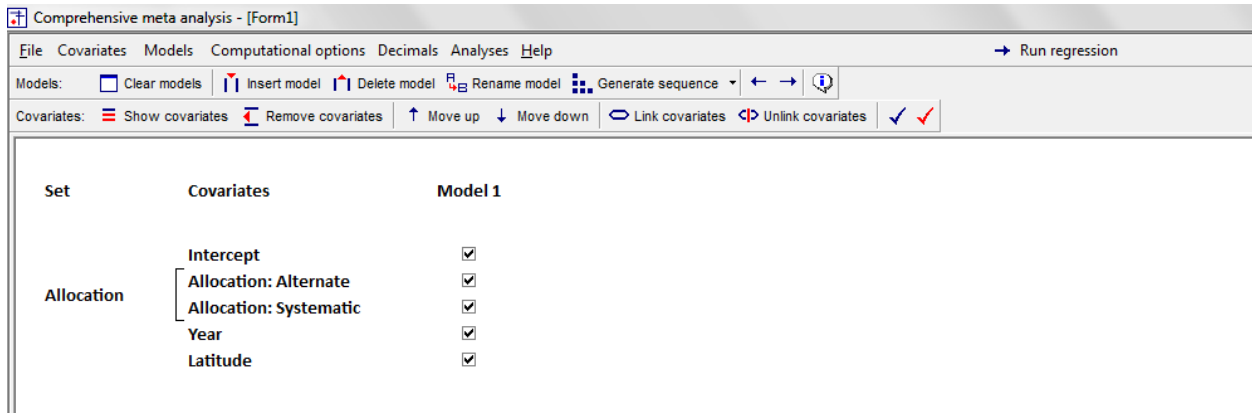 Comprehensive meta analysis - [Form1]
File Covariates Models Computational options Decimals Analyses Help Run regression
Models: Clear models Insert model Delete model Rename model Generate sequence
Covariates: Show covariates Remove covariates Move up Move down Link covariates Unlink covariates
Set Covariates Model 1
Intercept
Allocation: Alternate
Allocation
Allocation: Systematic
Year
Latitude